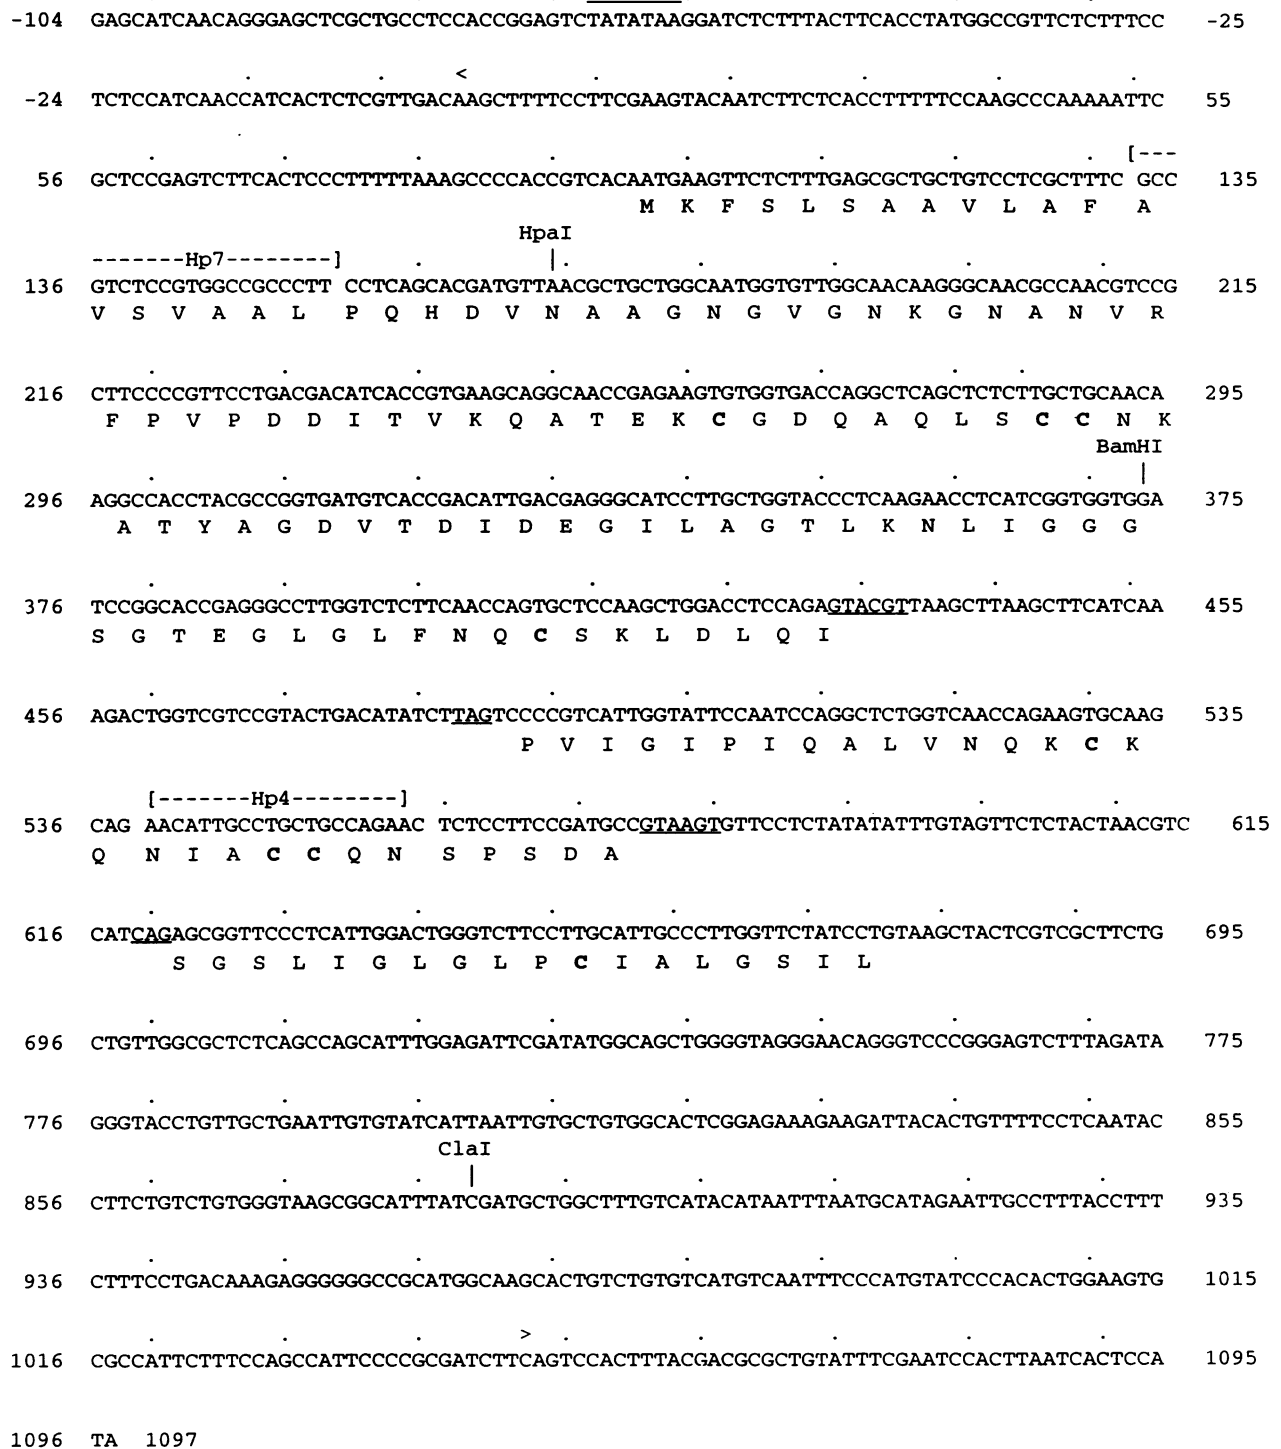 -104 GAGCATCAACAGGGAGCTCGCTGCCTCCACCGGAGTCTATATAAGGATCTCTTTACTTCACCTATGGCCGTTCTCTTTCC -25
<
-24 TCTCCATCAACCATCACTCTCGTTGACAAGCTTTTCCTTCGAAGTACAATCTTCTCACCTTTTTCCAAGCCCAAAAATTC 55
[---
56 GCTCCGAGTCTTCACTCCCTTTTTAAAGCCCCACCGTCACAATGAAGTTCTCTTTGAGCGCTGCTGTCCTCGCTTTC GCC 135
M K F S L S A A V L A F A
HpaI
-------Hp7--------] . |. . . . .
136 GTCTCCGTGGCCGCCCTT CCTCAGCACGATGTTAACGCTGCTGGCAATGGTGTTGGCAACAAGGGCAACGCCAACGTCCG 215
V S V A A L P Q H D V N A A G N G V G N K G N A N V R
216 CTTCCCCGTTCCTGACGACATCACCGTGAAGCAGGCAACCGAGAAGTGTGGTGACCAGGCTCAGCTCTCTTGCTGCAACA 295
F P V P D D I T V K Q A T E K C G D Q A Q L S C C N K
BamHI
296 AGGCCACCTACGCCGGTGATGTCACCGACATTGACGAGGGCATCCTTGCTGGTACCCTCAAGAACCTCATCGGTGGTGGA 375
A T Y A G D V T D I D E G I L A G T L K N L I G G G
376 TCCGGCACCGAGGGCCTTGGTCTCTTCAACCAGTGCTCCAAGCTGGACCTCCAGAGTACGTTAAGCTTAAGCTTCATCAA 455
S G T E G L G L F N Q C S K L D L Q I
456 AGACTGGTCGTCCGTACTGACATATCTTAGTCCCCGTCATTGGTATTCCAATCCAGGCTCTGGTCAACCAGAAGTGCAAG 535
P V I G I P I Q A L V N Q K C K
[-------Hp4--------]
536 CAG AACATTGCCTGCTGCCAGAAC TCTCCTTCCGATGCCGTAAGTGTTCCTCTATATATTTGTAGTTCTCTACTAACGTC 615
Q N I A C C Q N S P S D A
616 CATCAGAGCGGTTCCCTCATTGGACTGGGTCTTCCTTGCATTGCCCTTGGTTCTATCCTGTAAGCTACTCGTCGCTTCTG 695
S G S L I G L G L P C I A L G S I L
696 CTGTTGGCGCTCTCAGCCAGCATTTGGAGATTCGATATGGCAGCTGGGGTAGGGAACAGGGTCCCGGGAGTCTTTAGATA 775
776 GGGTACCTGTTGCTGAATTGTGTATCATTAATTGTGCTGTGGCACTCGGAGAAAGAAGATTACACTGTTTTCCTCAATAC 855
ClaI
856 CTTCTGTCTGTGGGTAAGCGGCATTTATCGATGCTGGCTTTGTCATACATAATTTAATGCATAGAATTGCCTTTACCTTT 935
936 CTTTCCTGACAAAGAGGGGGGCCGCATGGCAAGCACTGTCTGTGTCATGTCAATTTCCCATGTATCCCACACTGGAAGTG 1015
>
1016 CGCCATTCTTTCCAGCCATTCCCCGCGATCTTCAGTCCACTTTACGACGCGCTGTATTTCGAATCCACTTAATCACTCCA 1095
1096 TA 1097